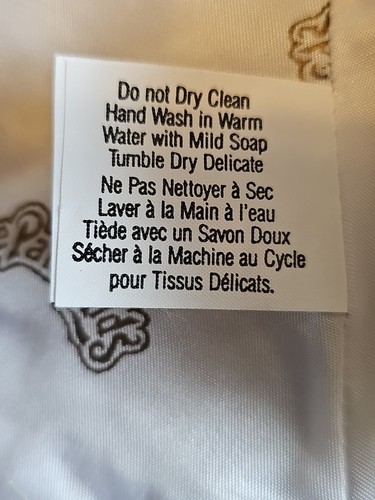 Do not Dry Clean
Hand Wash in Warm
Water with Mild Soap
Tumble Dry Delicate
Ne Pas Nettoyer à Sec
Laver à la Main à l'eau
Tiède avec un Savon Doux
Sécher à la Machine au Cycle
pour Tissus Délicats.